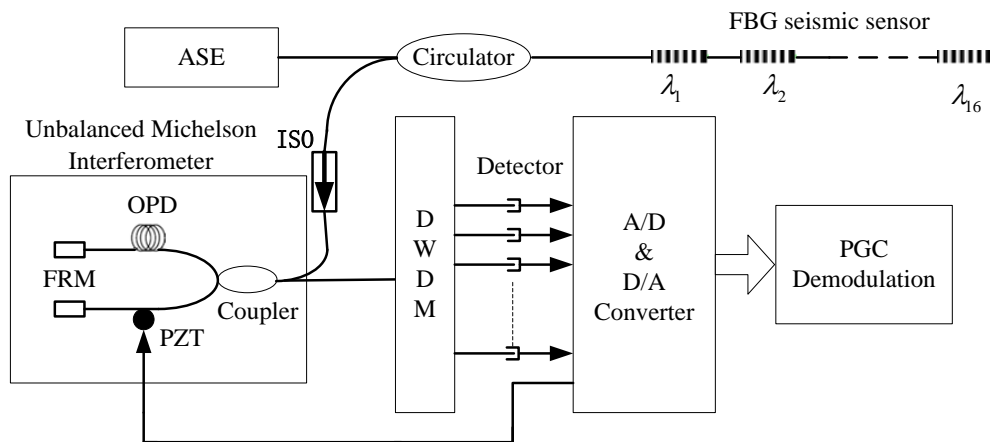 FBG seismic sensor
ASE
Circulator
λ1
λ2
λ16
Unbalanced Michelson
Interferometer
ISO
Detector
OPD
FRM
Coupler
PZT
D
W
D
M
A/D
&
D/A
Converter
PGC
Demodulation